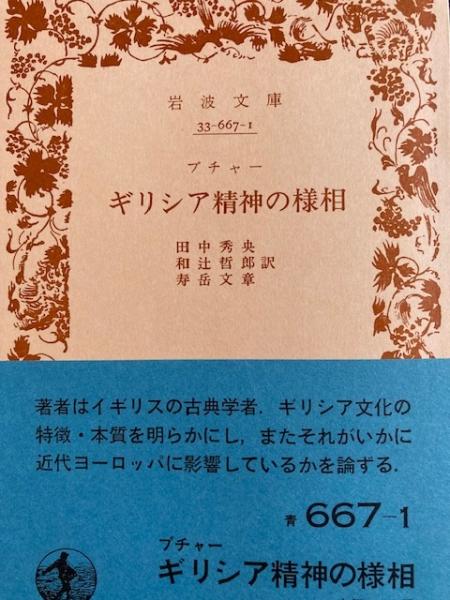 岩波文庫
33-667-1
ブチャー
ギリシア精神の様相
田中秀央
和辻哲郎訳
寿岳文章
著者はイギリスの古典学者．ギリシア文化の
特徴・本質を明らかにし，またそれがいかに
近代ヨーロッパに影響しているかを論ずる．
青 667-1
ブチャー
ギリシア精神の様相